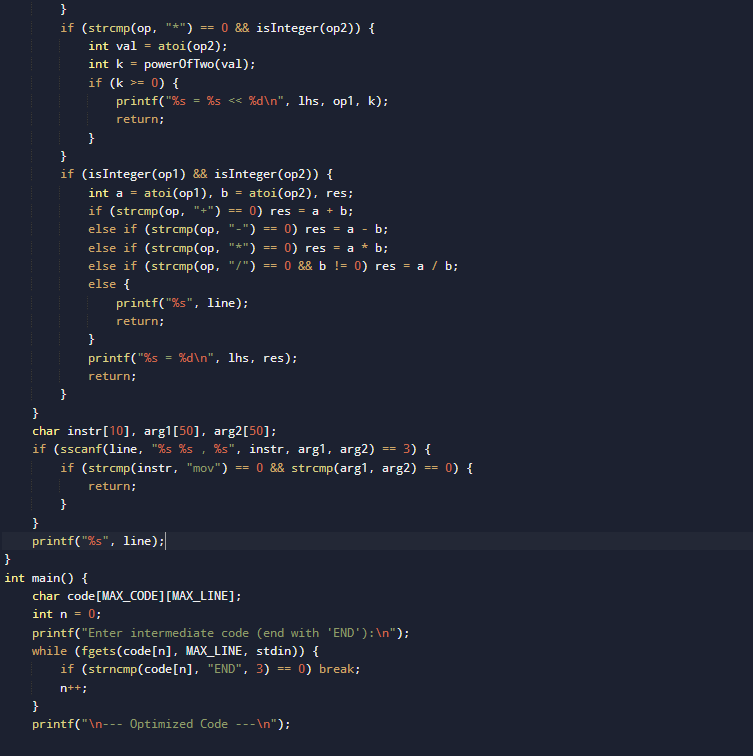 }
        if (strcmp(op, "*") == 0 && isInteger(op2)) {
            int val = atoi(op2);
            int k = powerOfTwo(val);
            if (k >= 0) {
                printf("%s = %s << %d\n", lhs, op1, k);
                return;
            }
        }
        if (isInteger(op1) && isInteger(op2)) {
            int a = atoi(op1), b = atoi(op2), res;
            if (strcmp(op, "+") == 0) res = a + b;
            else if (strcmp(op, "-") == 0) res = a - b;
            else if (strcmp(op, "*") == 0) res = a * b;
            else if (strcmp(op, "/") == 0 && b != 0) res = a / b;
            else {
                printf("%s", line);
                return;
            }
            printf("%s = %d\n", lhs, res);
            return;
        }
    }
    char instr[10], arg1[50], arg2[50];
    if (sscanf(line, "%s %s , %s", instr, arg1, arg2) == 3) {
        if (strcmp(instr, "mov") == 0 && strcmp(arg1, arg2) == 0) {
            return;
        }
    }
    printf("%s", line);
}
int main() {
    char code[MAX_CODE][MAX_LINE];
    int n = 0;
    printf("Enter intermediate code (end with 'END'):\n");
    while (fgets(code[n], MAX_LINE, stdin)) {
        if (strncmp(code[n], "END", 3) == 0) break;
        n++;
    }
    printf("\n--- Optimized Code ---\n");